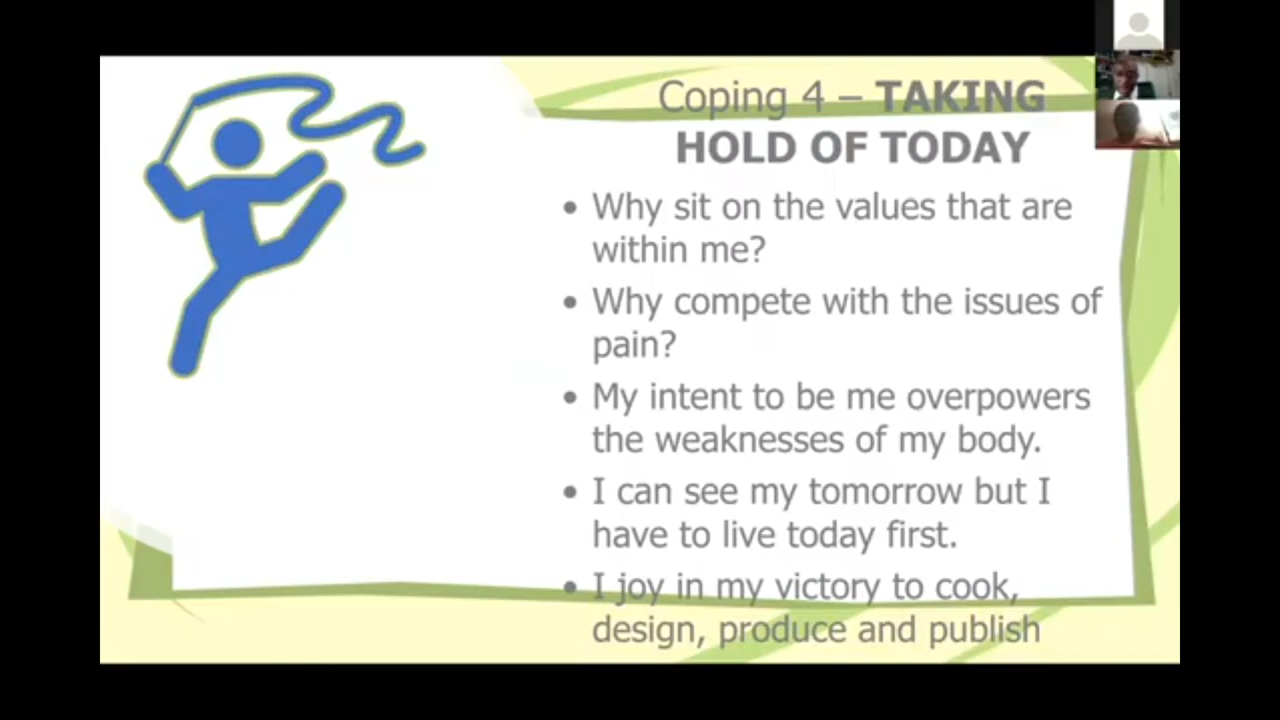 Coping 4 – TAKING
HOLD OF TODAY
• Why sit on the values that are
within me?
• Why compete with the issues of
pain?
• My intent to be me overpowers
the weaknesses of my body.
• I can see my tomorrow but I
have to live today first.
• I joy in my victory to cook,
design, produce and publish